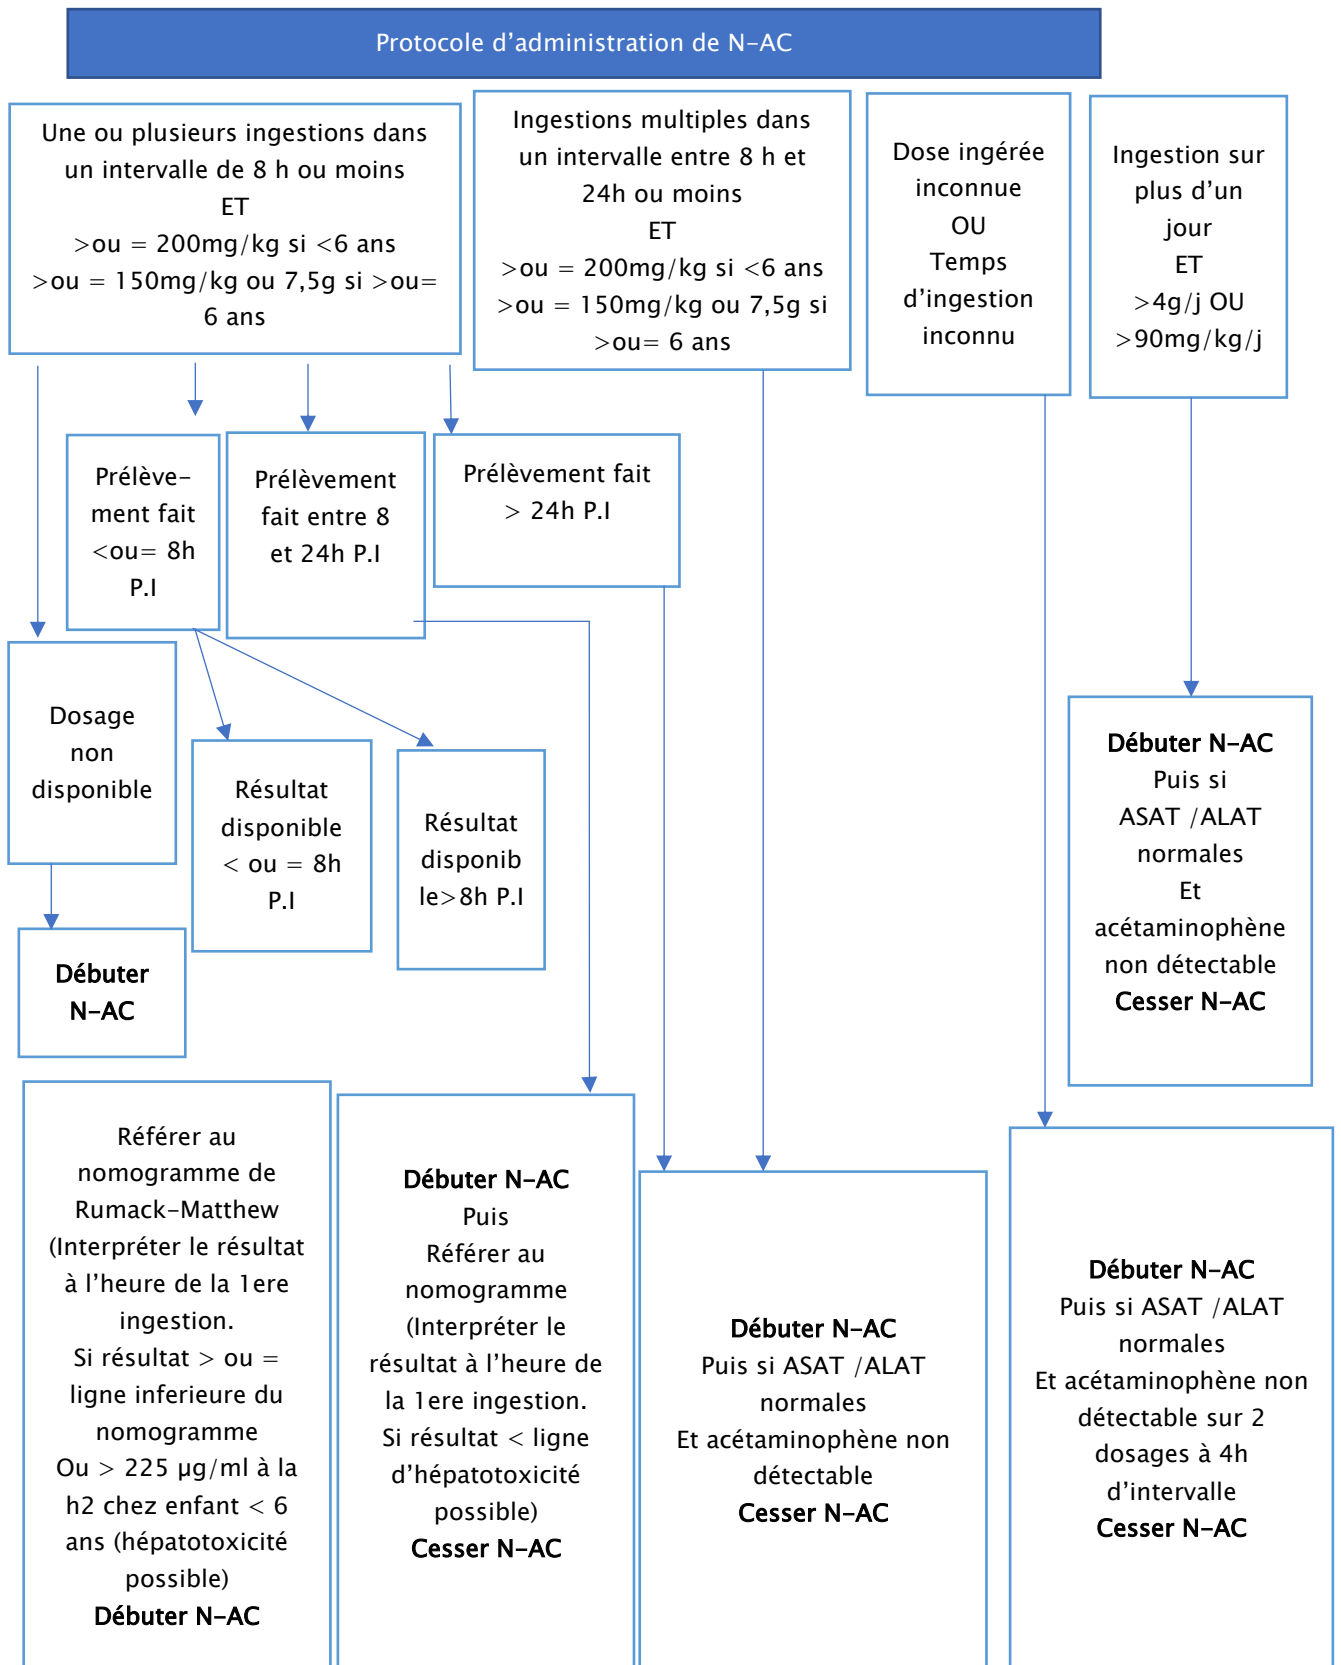 Protocole d’administration de N-AC
Une ou plusieurs ingestions dans
un intervalle de 8 h ou moins
ET
>ou = 200mg/kg si <6 ans
>ou = 150mg/kg ou 7,5g si >ou=
6 ans
Ingestions multiples dans
un intervalle entre 8 h et
24h ou moins
ET
>ou = 200mg/kg si <6 ans
>ou = 150mg/kg ou 7,5g si
>ou= 6 ans
Dose ingérée
inconnue
OU
Temps
d’ingestion
inconnu
Ingestion sur
plus d’un
jour
ET
>4g/j OU
>90mg/kg/j
Prélève-
ment fait
<ou= 8h
P.I
Prélèvement
fait entre 8
et 24h P.I
Prélèvement fait
> 24h P.I
Dosage
non
disponible
Résultat
disponible
< ou = 8h
P.I
Résultat
disponib
le>8h P.I
Débuter N-AC
Puis si
ASAT /ALAT
normales
Et
acétaminophène
non détectable
Cesser N-AC
Débuter
N-AC
Référer au
nomogramme de
Rumack-Matthew
(Interpréter le résultat
à l’heure de la 1ere
ingestion.
Si résultat > ou =
ligne inferieure du
nomogramme
Ou > 225 µg/ml à la
h2 chez enfant < 6
ans (hépatotoxicité
possible)
Débuter N-AC
Débuter N-AC
Puis
Référer au
nomogramme
(Interpréter le
résultat à l’heure de
la 1ere ingestion.
Si résultat < ligne
d’hépatotoxicité
possible)
Cesser N-AC
Débuter N-AC
Puis si ASAT /ALAT
normales
Et acétaminophène non
détectable
Cesser N-AC
Débuter N-AC
Puis si ASAT /ALAT
normales
Et acétaminophène non
détectable sur 2
dosages à 4h
d’intervalle
Cesser N-AC